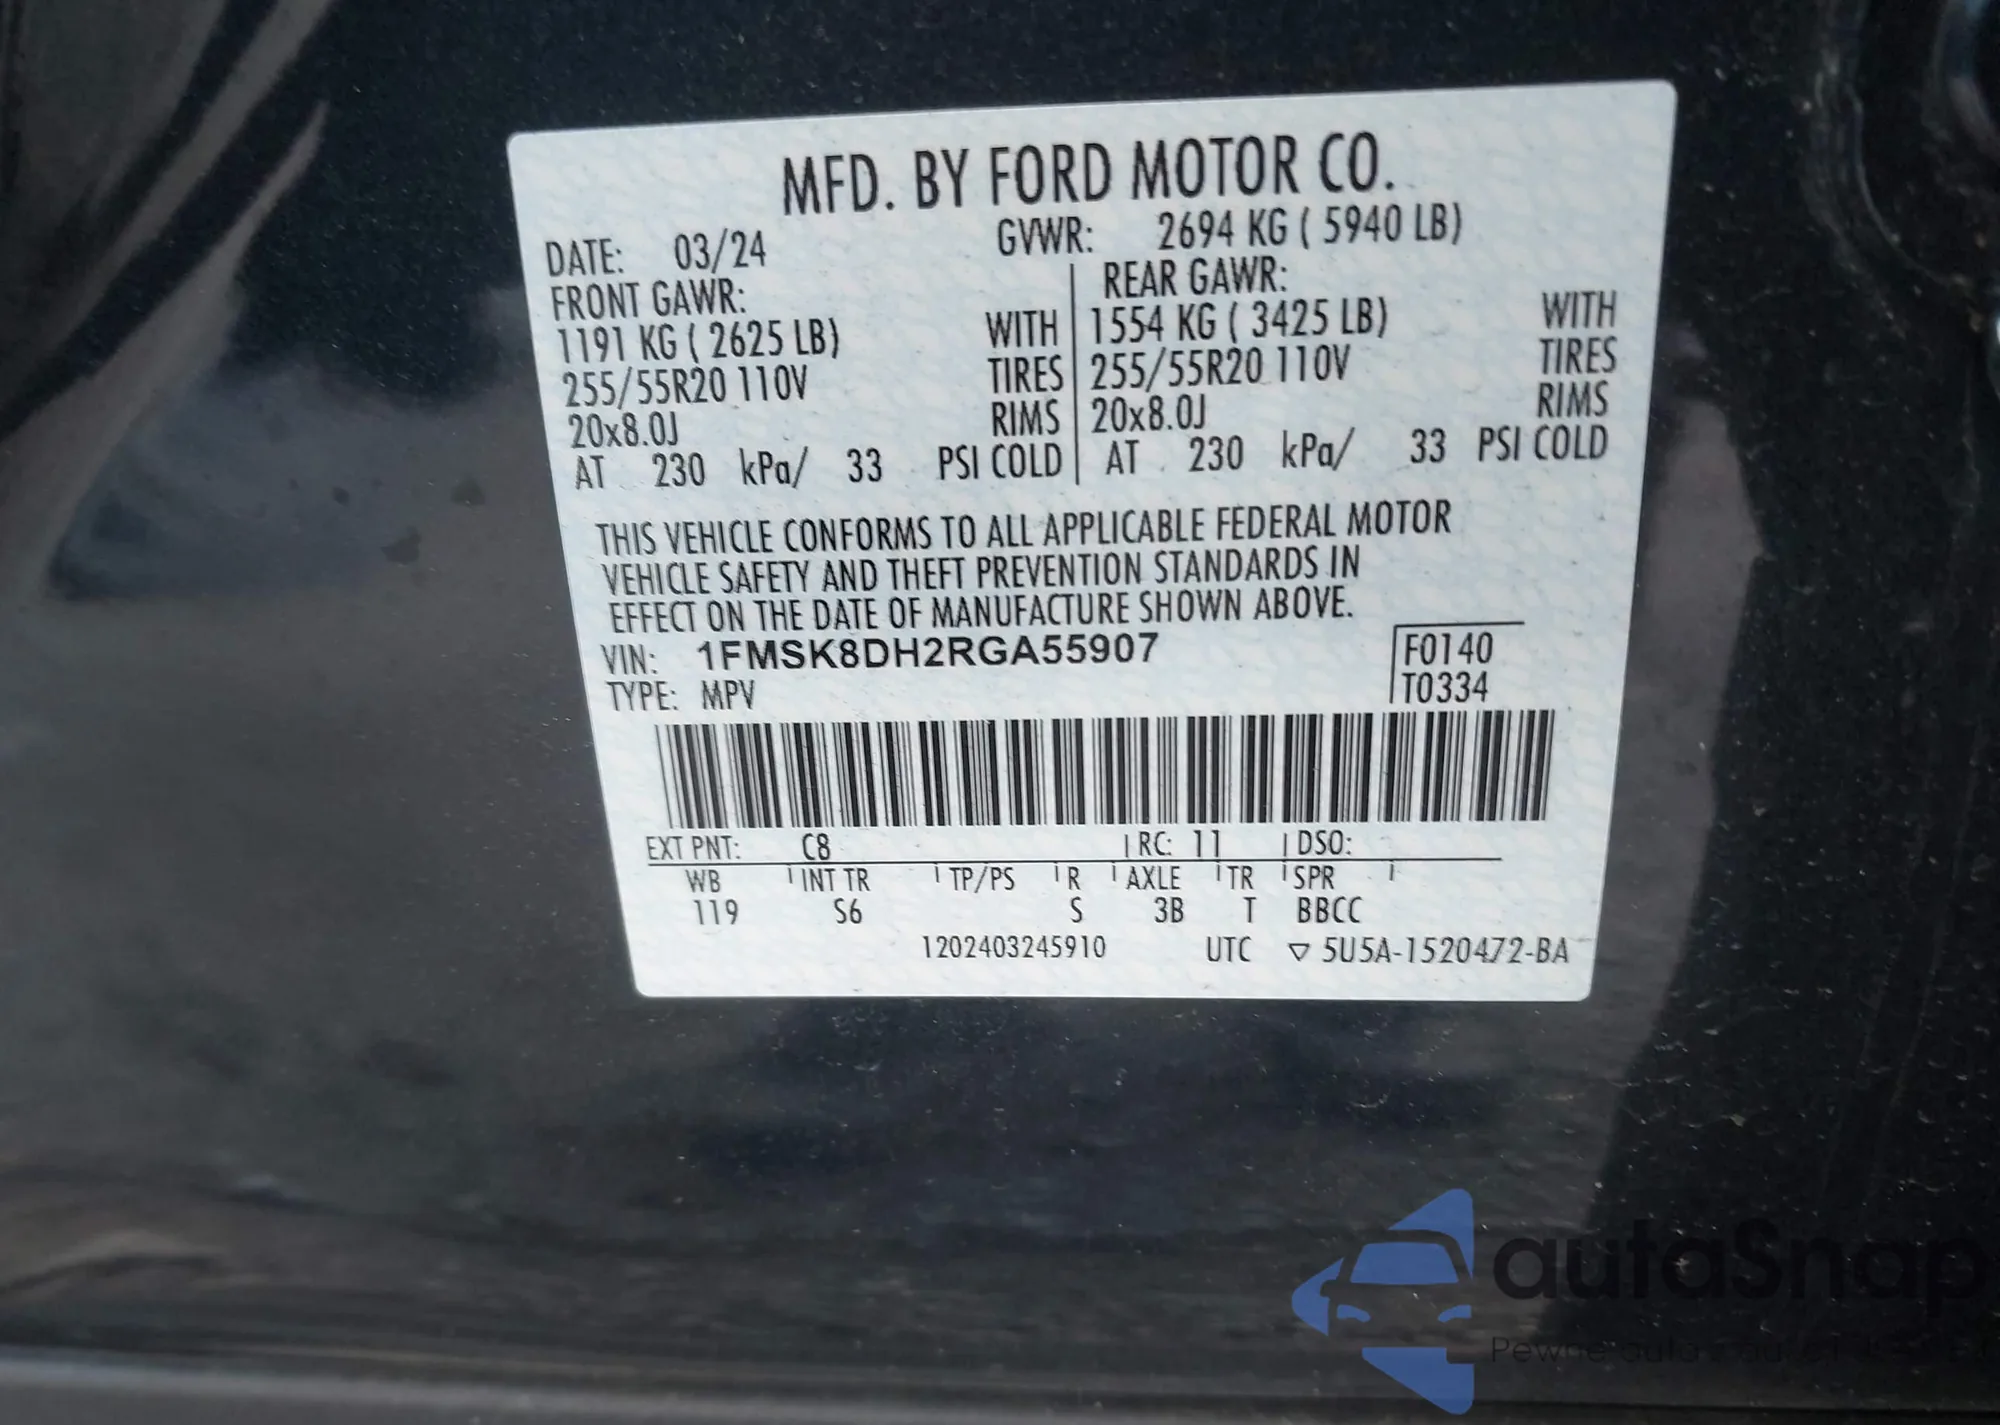 MFD. BY FORD MOTOR CO.
DATE: 03/24 GVWR: 2694 KG ( 5940 LB)
FRONT GAWR: REAR GAWR:
1191 KG ( 2625 LB) WITH 1554 KG ( 3425 LB) WITH
255/55R20 110V TIRES 255/55R20 110V TIRES
20x8.0J RIMS 20x8.0J RIMS
AT 230 kPa/ 33 PSI COLD AT 230 kPa/ 33 PSI COLD
THIS VEHICLE CONFORMS TO ALL APPLICABLE FEDERAL MOTOR
VEHICLE SAFETY AND THEFT PREVENTION STANDARDS IN
EFFECT ON THE DATE OF MANUFACTURE SHOWN ABOVE.
VIN: 1FMSK8DH2RGA55907 F0140
TYPE: MPV T0334
EXT PNT: C8 RC: 11 DSO:
WB INT TR TP/PS R AXLE TR SPR
119 S6 S 3B T BBCC
1202403245910 UTC ▽ 5U5A-1520472-BA
autaSnap
Pewne auto